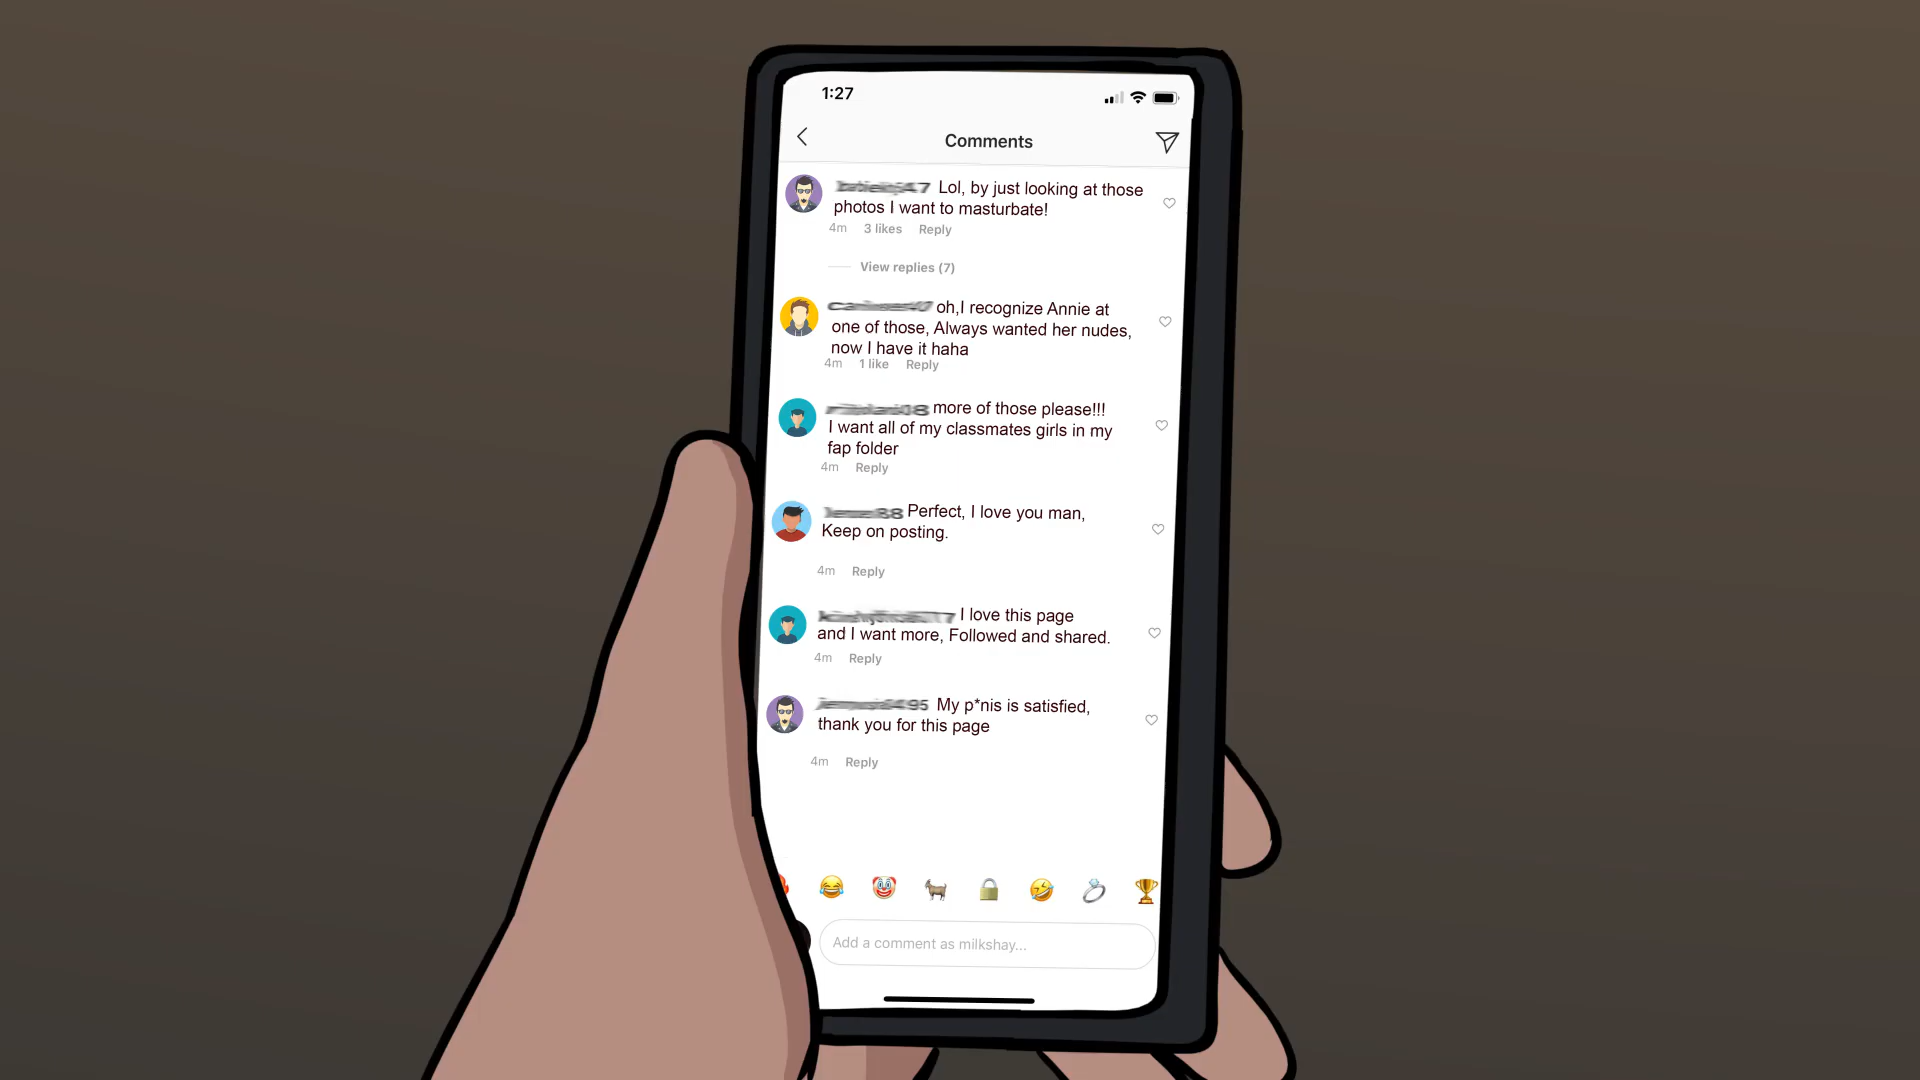 1:27
Comments
Lol, by just looking at those
photos I want to masturbate!
4m 3 likes Reply
View replies (7)
oh,I recognize Annie at
one of those, Always wanted her nudes,
now I have it haha
4m 1 like Reply
more of those please!!!
I want all of my classmates girls in my
fap folder
4m Reply
Perfect, I love you man,
Keep on posting.
4m Reply
I love this page
and I want more, Followed and shared.
4m Reply
My p*nis is satisfied,
thank you for this page
4m Reply
Add a comment as milkshay...